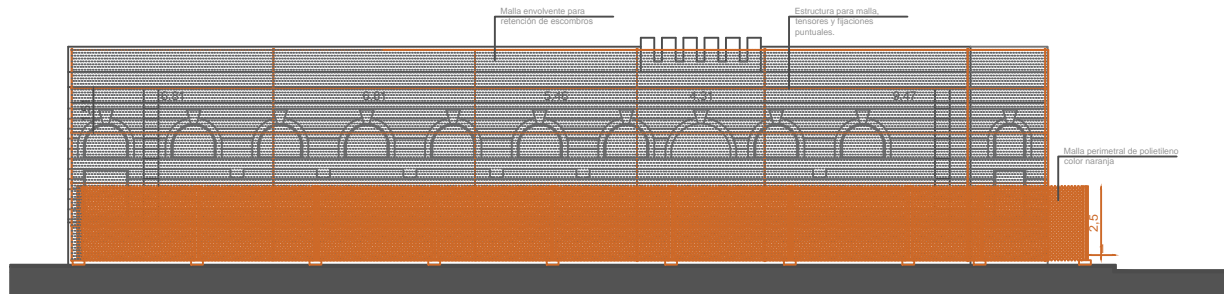 Malla envolvente para
retención de escombros
Estructura para malla,
tensores y fijaciones
puntuales.
6,81
6,81
5,46
4,31
9,47
Malla perimetral de polietileno
color naranja
2,5